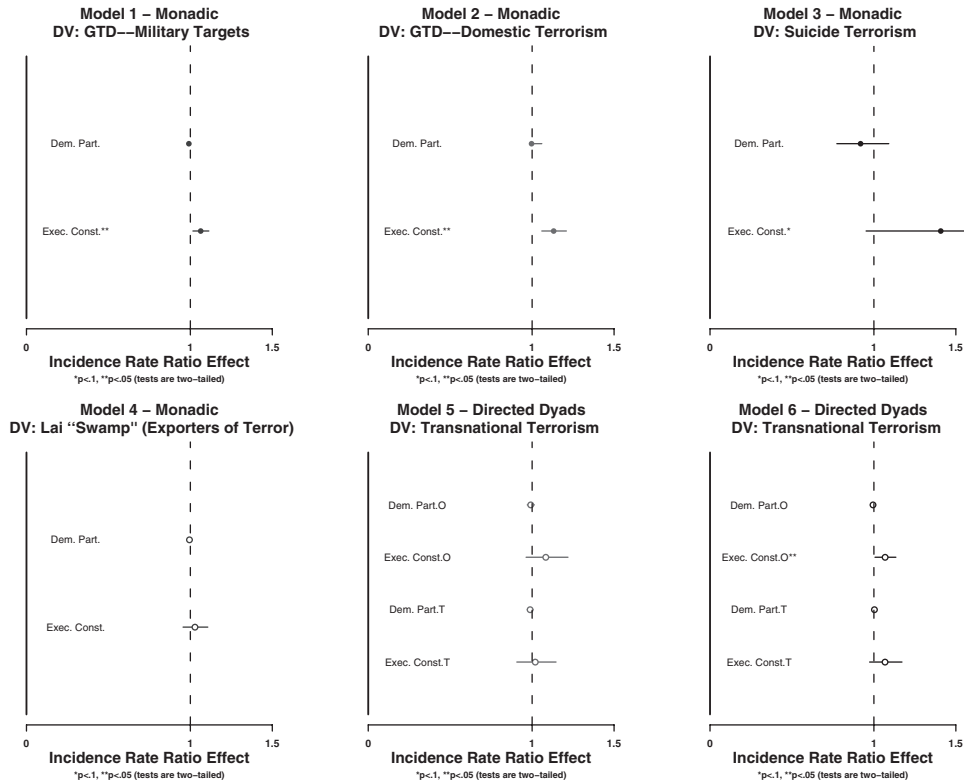 Model 1 – Monadic
DV: GTD––Military Targets
Dem. Part.
Exec. Const.**
0
1
1.5
Incidence Rate Ratio Effect
*p<.1, **p<.05 (tests are two–tailed)
Model 2 – Monadic
DV: GTD––Domestic Terrorism
Dem. Part.
Exec. Const.**
0
1
1.5
Incidence Rate Ratio Effect
*p<.1, **p<.05 (tests are two–tailed)
Model 3 – Monadic
DV: Suicide Terrorism
Dem. Part.
Exec. Const.*
0
1
1.5
Incidence Rate Ratio Effect
*p<.1, **p<.05 (tests are two–tailed)
Model 4 – Monadic
DV: Lai “Swamp" (Exporters of Terror)
Dem. Part.
Exec. Const.
0
1
1.5
Incidence Rate Ratio Effect
*p<.1, **p<.05 (tests are two–tailed)
Model 5 – Directed Dyads
DV: Transnational Terrorism
Dem. Part.O
Exec. Const.O
Dem. Part.T
Exec. Const.T
0
1
1.5
Incidence Rate Ratio Effect
*p<.1, **p<.05 (tests are two–tailed)
Model 6 – Directed Dyads
DV: Transnational Terrorism
Dem. Part.O
Exec. Const.O**
Dem. Part.T
Exec. Const.T
0
1
1.5
Incidence Rate Ratio Effect
*p<.1, **p<.05 (tests are two–tailed)